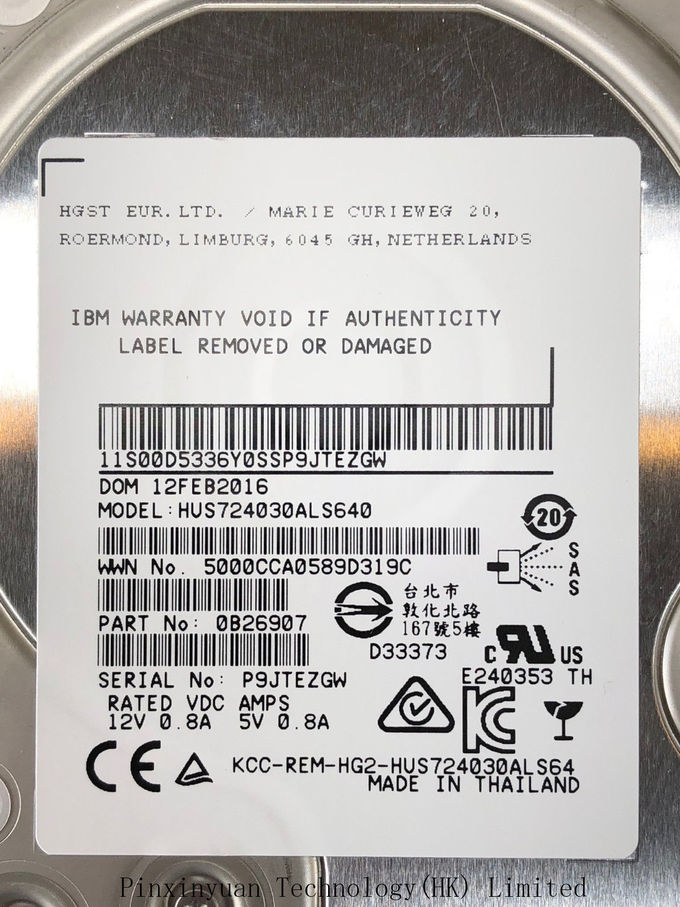 HGST EUR.LTD. / MARIE CURIEWEG 20,
ROERMOND, LIMBURG, 6045 GH, NETHERLANDS
IBM WARRANTY VOID IF AUTHENTICITY
LABEL REMOVED OR DAMAGED
11S00D5336Y0SSP9JTEZGW
DOM 12FEB2016
MODEL:HUS724030ALS640
20
WWN No. 5000CCA0589D319C
SAS
PART No: 0B26907
台北市
敦化北路
167號5樓
D33373
SERIAL No: P9JTEZGW
C RU US
E240353 TH
RATED VDC AMPS
12V 0.8A 5V 0.8A
CE
KCC-REM-HG2-HUS724030ALS64
MADE IN THAILAND
Pinxinyuan Technology(HK) Limited